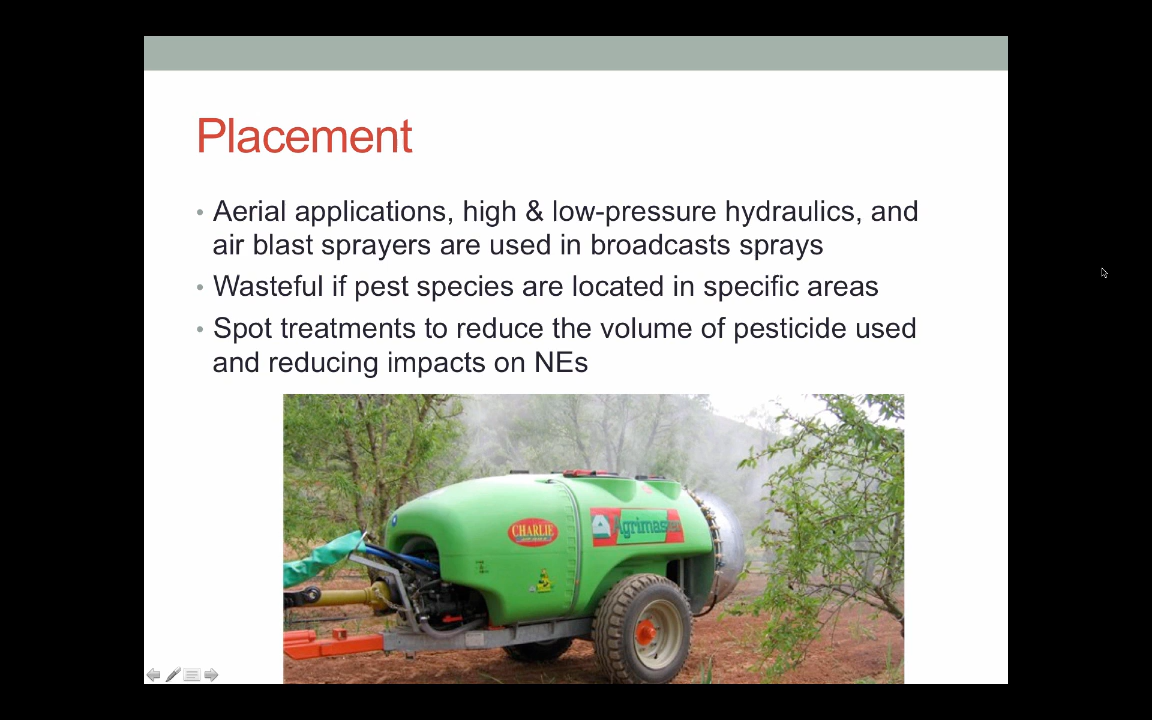 Placement
• Aerial applications, high & low-pressure hydraulics, and
air blast sprayers are used in broadcasts sprays
• Wasteful if pest species are located in specific areas
• Spot treatments to reduce the volume of pesticide used
and reducing impacts on NEs
CHARLIE
Agrimaster